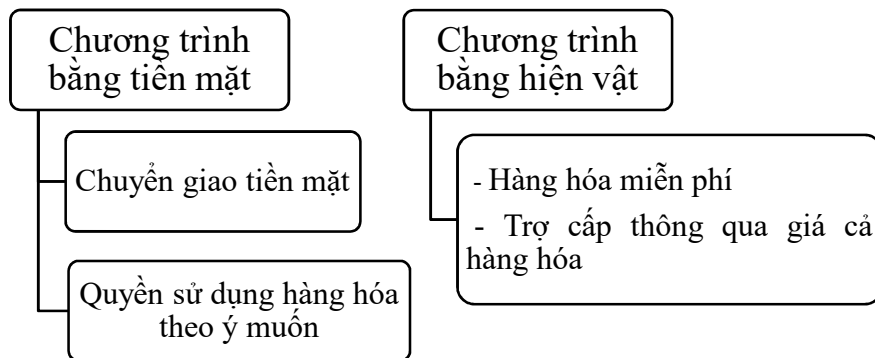 Chương trình
bằng tiền mặt
Chuyển giao tiền mặt
Quyền sử dụng hàng hóa
theo ý muốn
Chương trình
bằng hiện vật
- Hàng hóa miễn phí
- Trợ cấp thông qua giá cả
hàng hóa